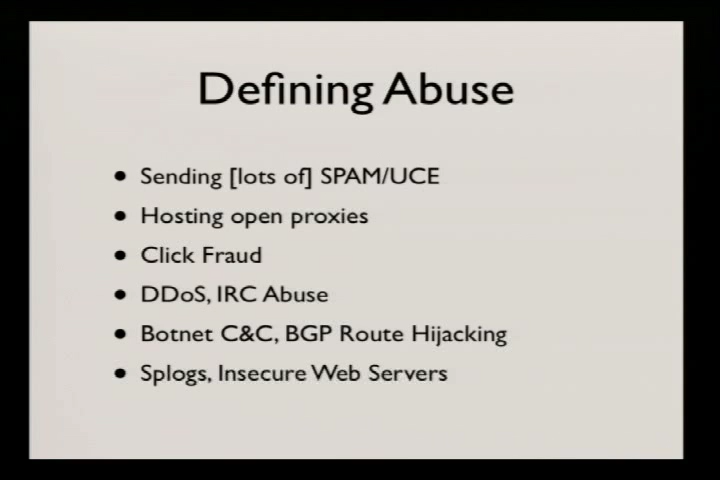 Defining Abuse
• Sending [lots of] SPAM/UCE
• Hosting open proxies
• Click Fraud
• DDoS, IRC Abuse
• Botnet C&C, BGP Route Hijacking
• Splogs, Insecure Web Servers